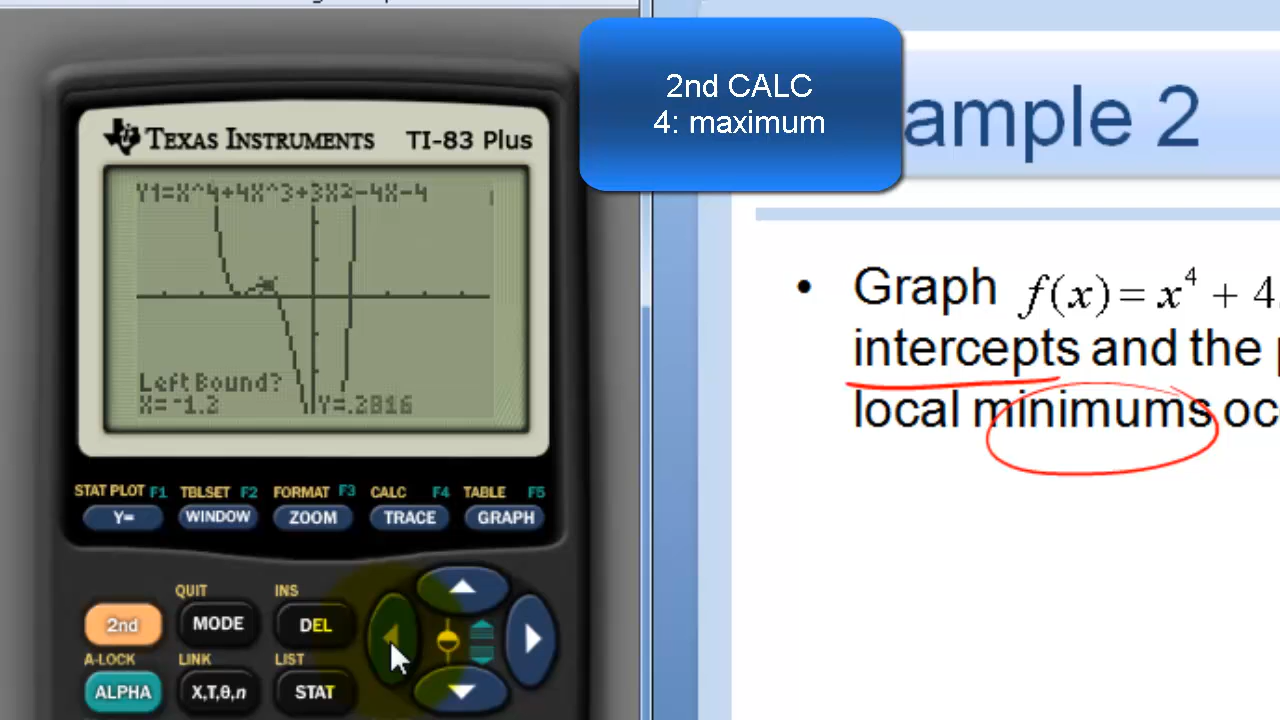 2nd CALC
4: maximum
TEXAS INSTRUMENTS TI-83 Plus
Y1=X^4+4X^3+3X2-4X-4
Left Bound?
X=-1.2 Y=.2816
STAT PLOT F1 TBLSET F2 FORMAT F3 CALC F4 TABLE F5
Y= WINDOW ZOOM TRACE GRAPH
QUIT INS
2nd MODE DEL
A-LOCK LINK LIST
ALPHA X,T,θ,n STAT
ample 2
• Graph f(x) = x⁴ + 4
intercepts and the
local minimums oc